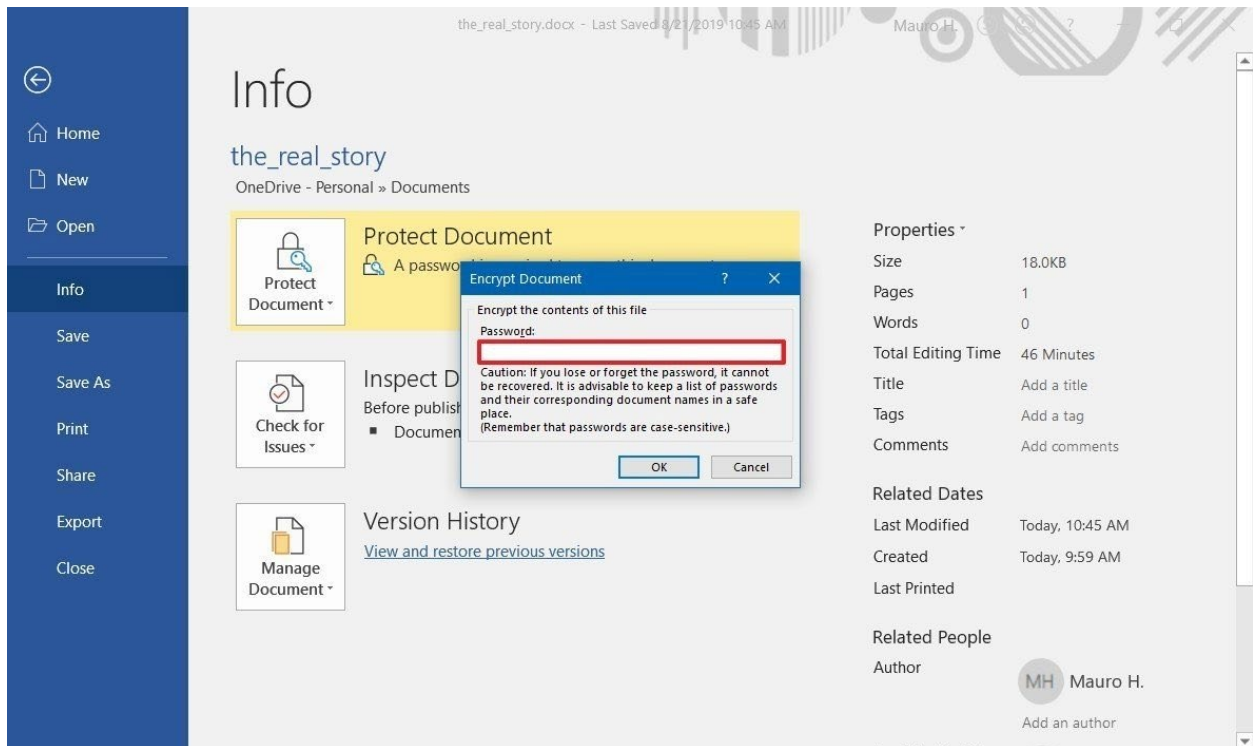 the_real_story.docx - Last Saved 8/21/2019 10:45 AM
Mauro H.
?
Info
Home
New
Open
Info
Save
Save As
Print
Share
Export
Close
the_real_story
OneDrive - Personal » Documents
Protect Document
Protect Document
A
Encrypt Document
?
Encrypt the contents of this file
Password:
Caution: If you lose or forget the password, it cannot
be recovered. It is advisable to keep a list of passwords
and their corresponding document names in a safe
place.
(Remember that passwords are case-sensitive.)
OK
Cancel
Check for
Issues
Inspect
Before
Manage
Document
Version History
View and restore previous versions
Properties
Size 18.0KB
Pages 1
Words 0
Total Editing Time 46 Minutes
Title Add a title
Tags Add a tag
Comments Add comments
Related Dates
Last Modified Today, 10:45 AM
Created Today, 9:59 AM
Last Printed
Related People
Author
MH Mauro H.
Add an author